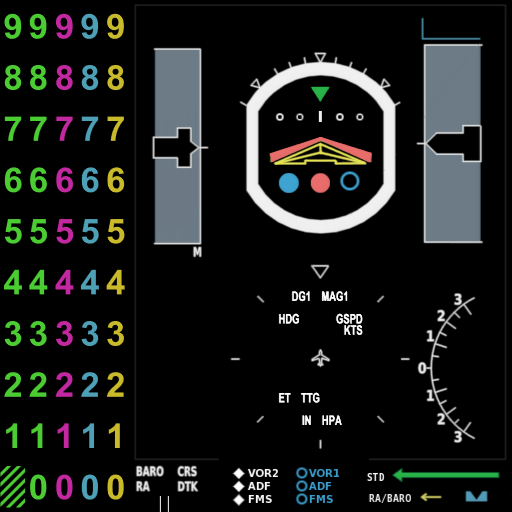 9 9 9 9 9
8 8 8 8 8
7 7 7 7 7
6 6 6 6 6
5 5 5 5 5
M
4 4 4 4 4
DG1 MAG1
3
2
HDG GSPD
KTS
3 3 3 3 3
1
0
2 2 2 2 2
ET TTG
1
2
IN HPA
3
1 1 1 1 1
0 0 0 0
BARO CRS
RA DTK
VOR2 VOR1
ADF ADF
FMS FMS
STD
RA/BARO